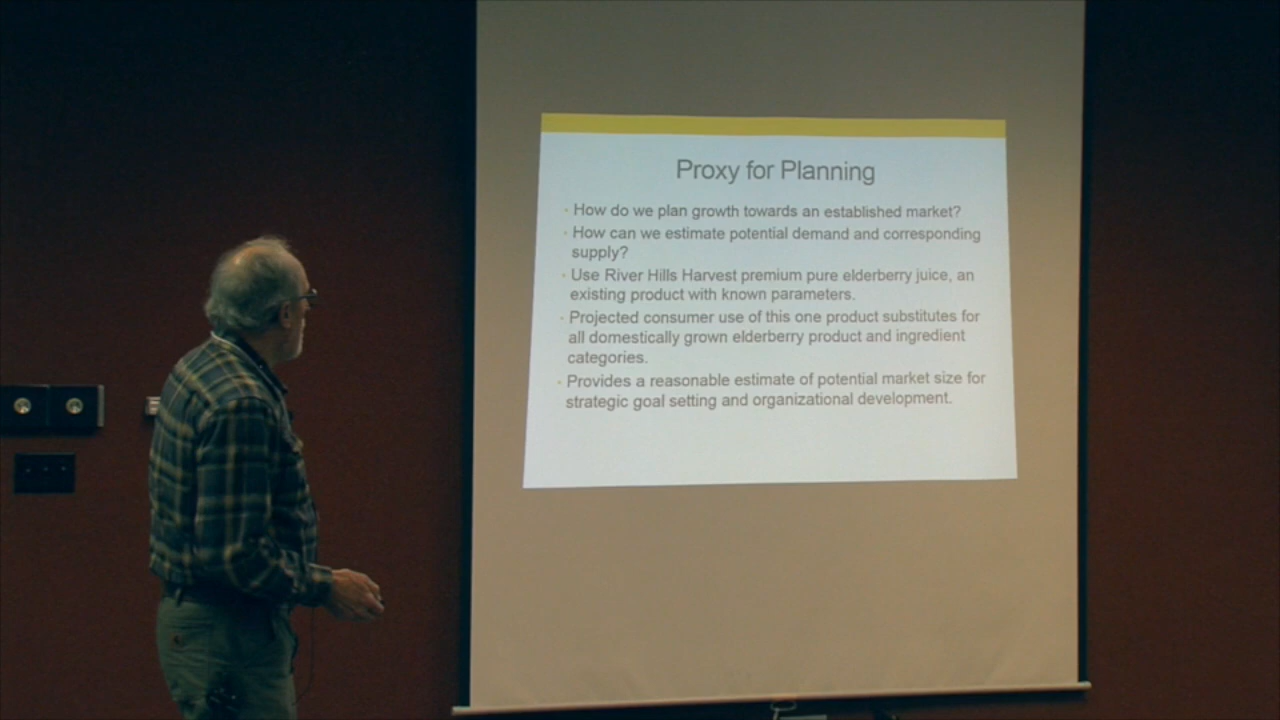 Proxy for Planning
· How do we plan growth towards an established market?
· How can we estimate potential demand and corresponding
supply?
· Use River Hills Harvest premium pure elderberry juice, an
existing product with known parameters.
· Projected consumer use of this one product substitutes for
all domestically grown elderberry product and ingredient
categories.
· Provides a reasonable estimate of potential market size for
strategic goal setting and organizational development.